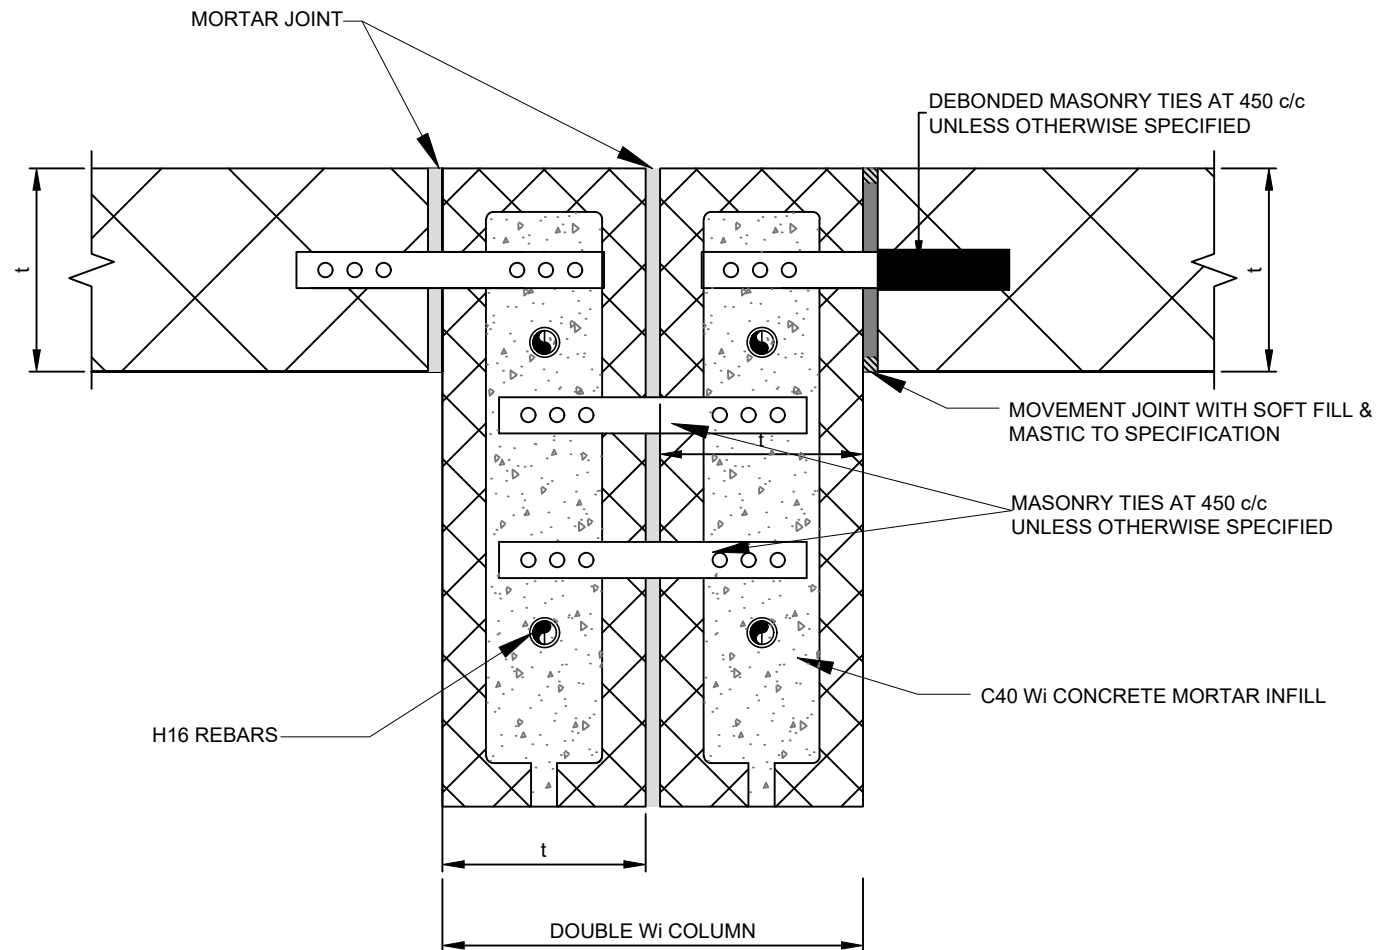 MORTAR JOINT
DEBONDED MASONRY TIES AT 450 c/c
UNLESS OTHERWISE SPECIFIED
t
t
MOVEMENT JOINT WITH SOFT FILL &
MASTIC TO SPECIFICATION
t
MASONRY TIES AT 450 c/c
UNLESS OTHERWISE SPECIFIED
C40 Wi CONCRETE MORTAR INFILL
H16 REBARS
t
DOUBLE Wi COLUMN